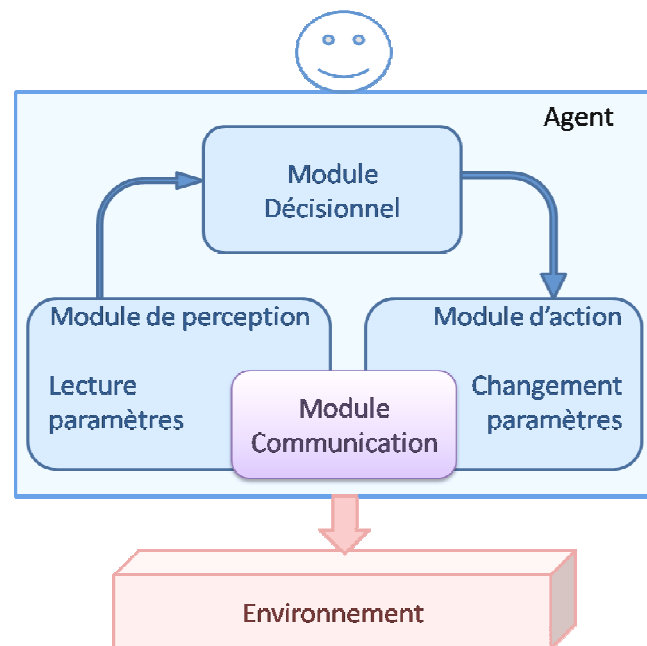 Agent
Module
Décisionnel
Module de perception
Module d'action
Lecture
paramètres
Changement
paramètres
Module
Communication
Environnement